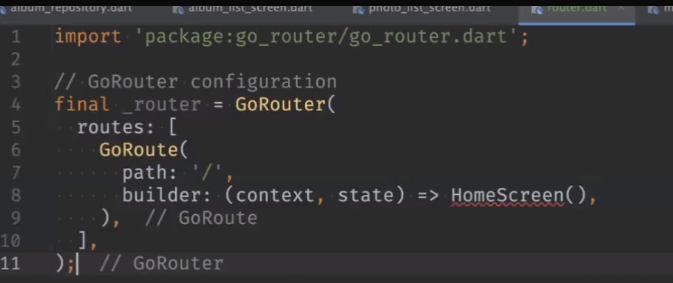 album_repository.dart album_list_screen.dart photo_list_screen.dart router.dart
1 import 'package:go_router/go_router.dart';
2
3 // GoRouter configuration
4 final _router = GoRouter(
5 routes: [
6 GoRoute(
7 path: '/',
8 builder: (context, state) => HomeScreen(),
9 ), // GoRoute
10 ],
11 ); // GoRouter